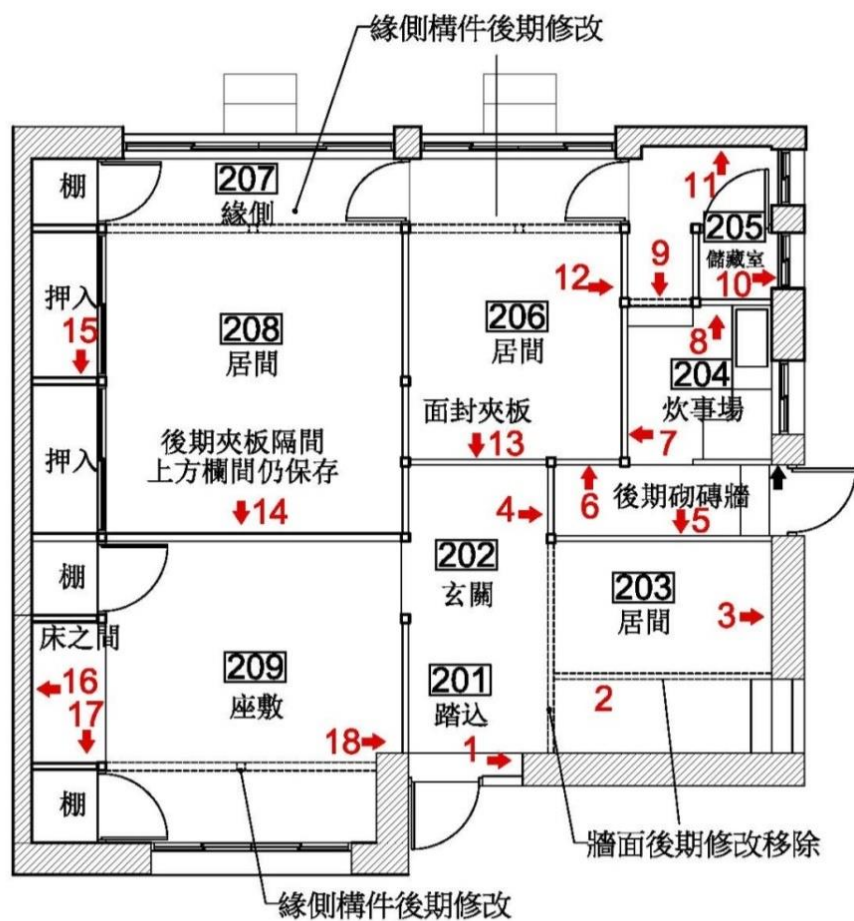 緣側構件後期修改
棚
207
緣側
11
205
儲藏室
押入
9
12
10
15
208
居間
206
居間
8
204
炊事場
押入
面封夾板
後期夾板隔間
上方欄間仍保存
13
7
14
4
6
後期砌磚牆
5
棚
202
玄關
203
居間
3
床之間
16
17
209
座敷
201
踏込
2
18
1
棚
牆面後期修改移除
緣側構件後期修改